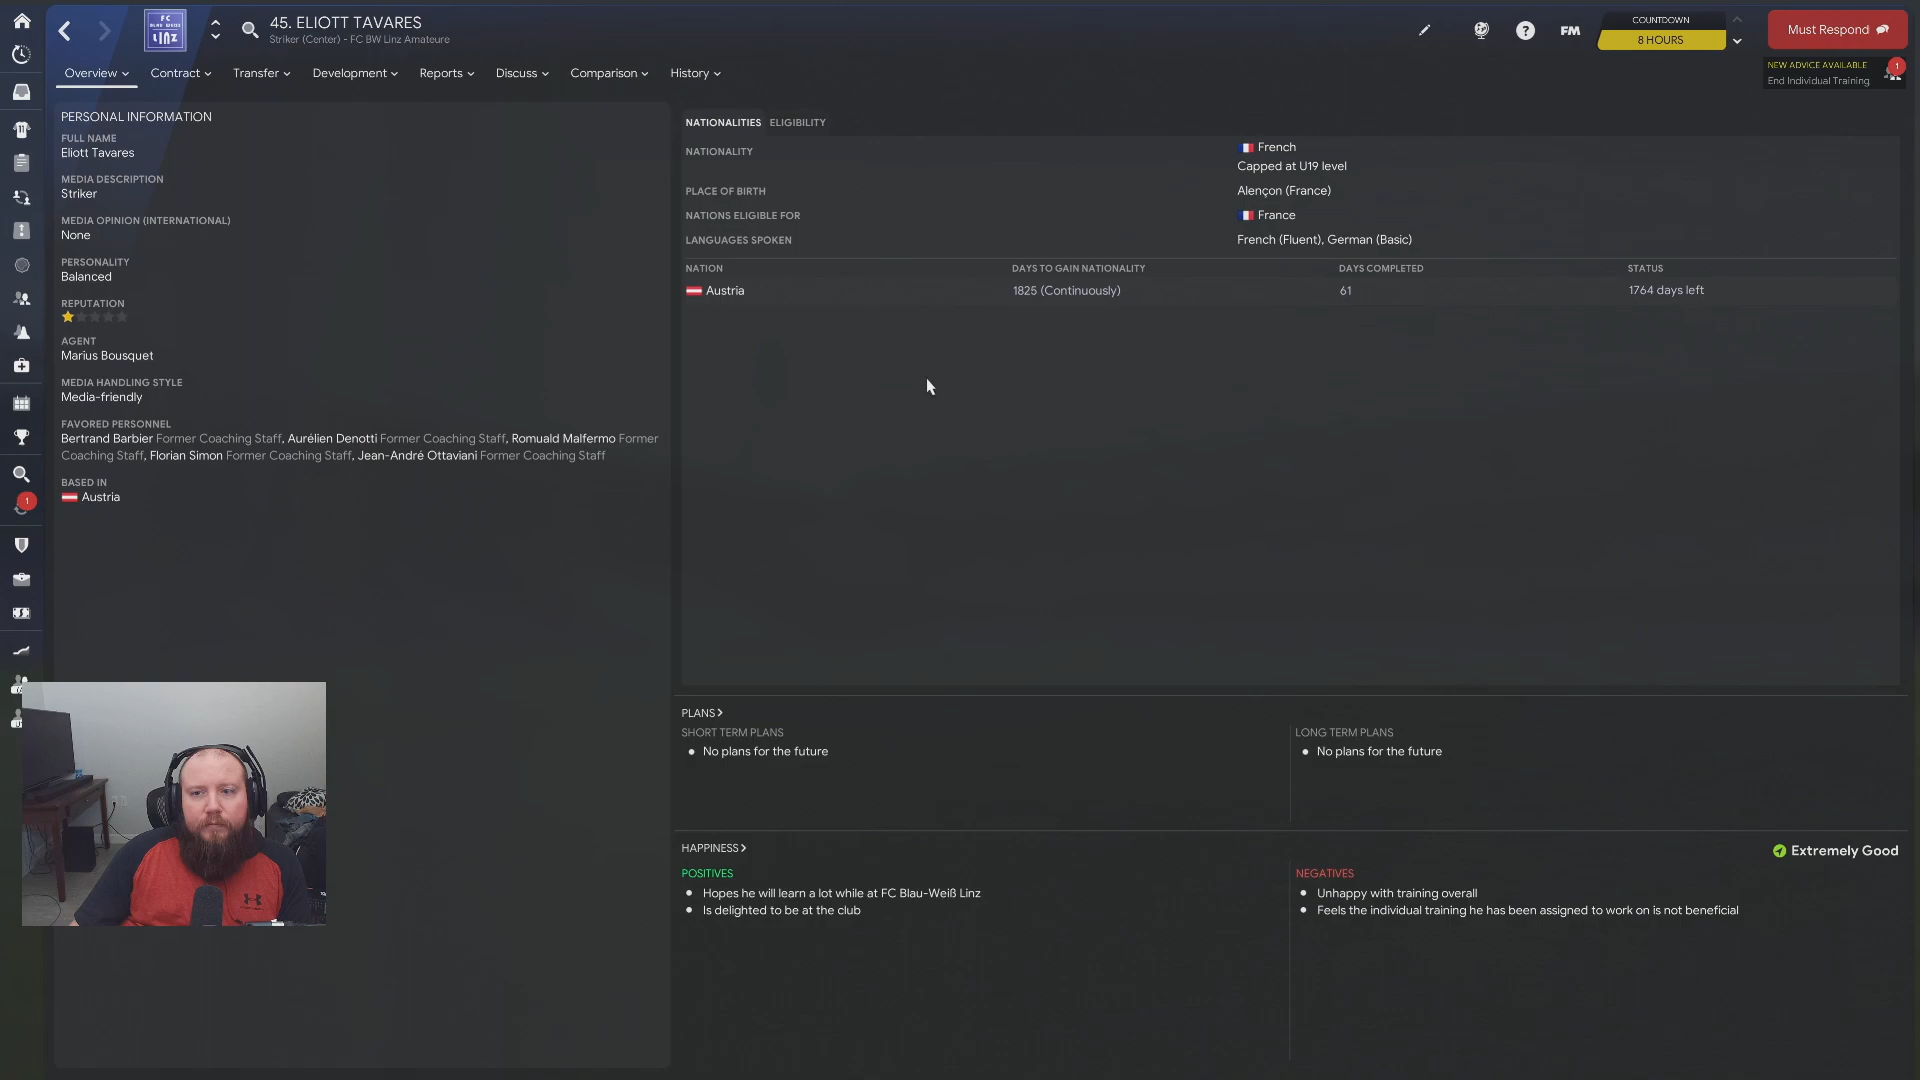 FC
BLAU WEISS
LINZ
45. ELIOTT TAVARES
Striker (Center) - FC BW Linz Amateure
FM
COUNTDOWN
8 HOURS
Must Respond
Overview
Contract
Transfer
Development
Reports
Discuss
Comparison
History
NEW ADVICE AVAILABLE
End Individual Training
1
PERSONAL INFORMATION
FULL NAME
Eliott Tavares
MEDIA DESCRIPTION
Striker
MEDIA OPINION (INTERNATIONAL)
None
PERSONALITY
Balanced
REPUTATION
AGENT
Marius Bousquet
MEDIA HANDLING STYLE
Media-friendly
FAVORED PERSONNEL
Bertrand Barbier Former Coaching Staff, Aurélien Denotti Former Coaching Staff, Romuald Malfermo Former
Coaching Staff, Florian Simon Former Coaching Staff, Jean-André Ottaviani Former Coaching Staff
BASED IN
Austria
1
NATIONALITIES ELIGIBILITY
NATIONALITY French
Capped at U19 level
PLACE OF BIRTH Alençon (France)
NATIONS ELIGIBLE FOR France
LANGUAGES SPOKEN French (Fluent), German (Basic)
NATION DAYS TO GAIN NATIONALITY DAYS COMPLETED STATUS
Austria 1825 (Continuously) 61 1764 days left
PLANS
SHORT TERM PLANS
No plans for the future
LONG TERM PLANS
No plans for the future
HAPPINESS
Extremely Good
POSITIVES
Hopes he will learn a lot while at FC Blau-Weiß Linz
Is delighted to be at the club
NEGATIVES
Unhappy with training overall
Feels the individual training he has been assigned to work on is not beneficial